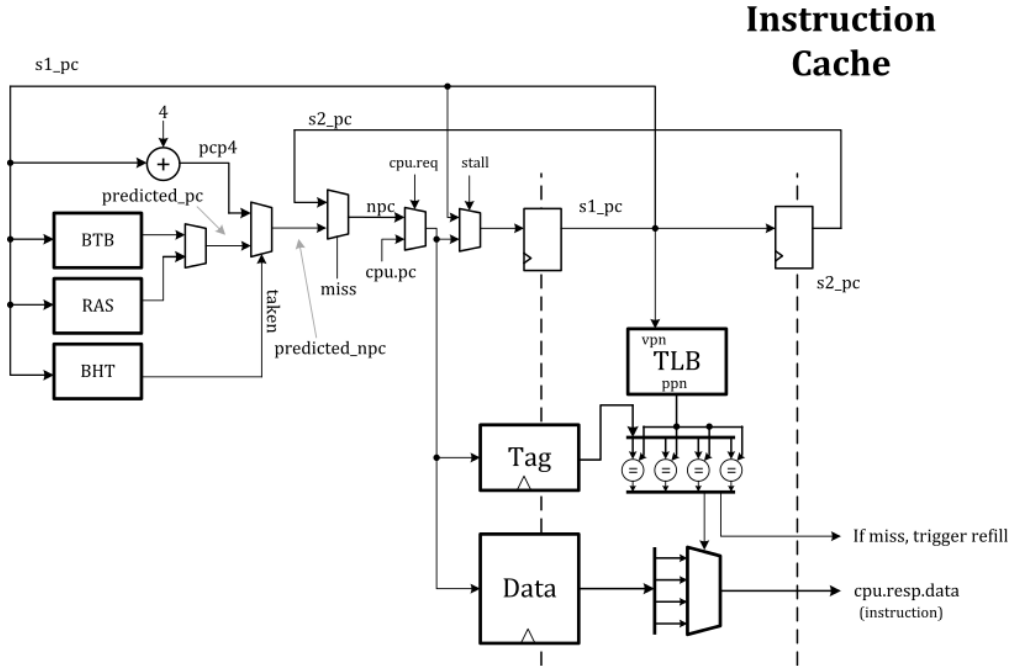 Instruction
Cache
s1_pc
4
s2_pc
+
pcp4
cpu.req
stall
predicted_pc
npc
s1_pc
BTB
cpu.pc
miss
s2_pc
RAS
taken
predicted_npc
BHT
vpn
TLB
ppn
Tag
= = = =
If miss, trigger refill
Data
cpu.resp.data
(instruction)